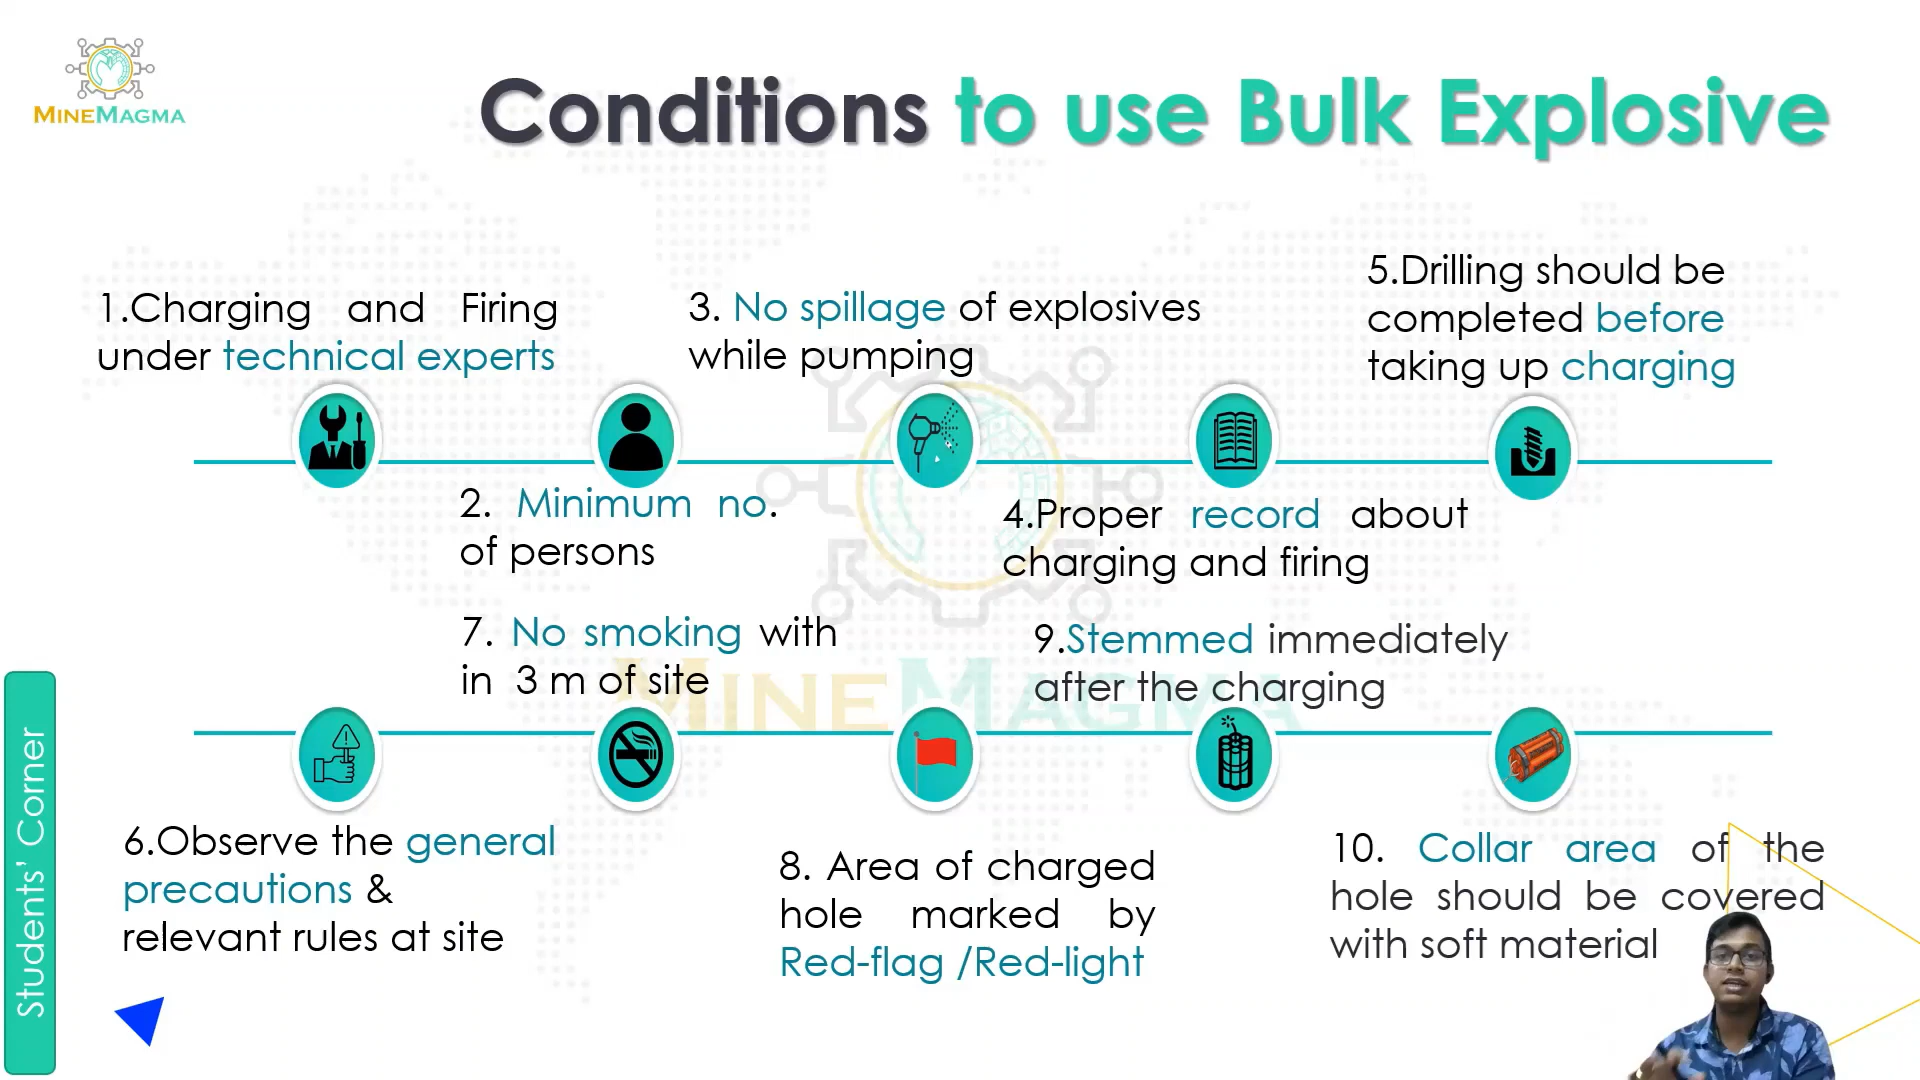 MINEMAGMA
Conditions to use Bulk Explosive
1.Charging and Firing
under technical experts
2. Minimum no.
of persons
3. No spillage of explosives
while pumping
4.Proper record about
charging and firing
5.Drilling should be
completed before
taking up charging
6.Observe the general
precautions &
relevant rules at site
7. No smoking with
in 3 m of site
8. Area of charged
hole marked by
Red-flag /Red-light
9.Stemmed immediately
after the charging
10. Collar area of the
hole should be covered
with soft material
MINEMAGMA
Students' Corner